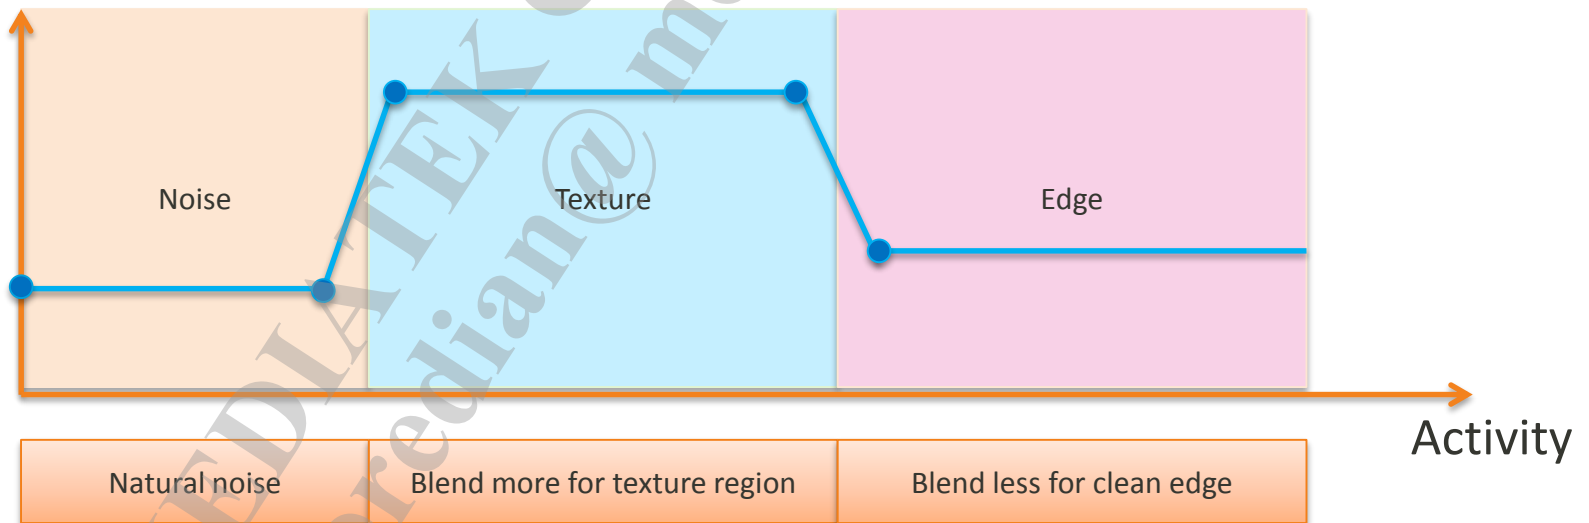 Noise
Texture
Edge
Activity
Natural noise
Blend more for texture region
Blend less for clean edge